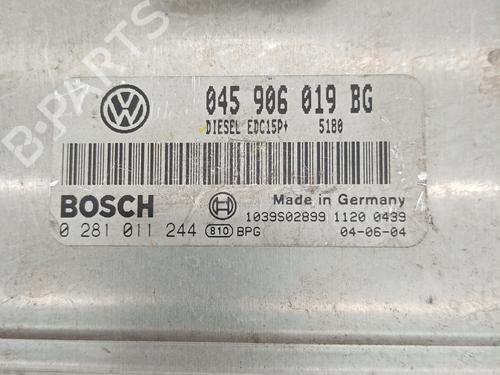 B-PARTS
045 906 019 BG
DIESEL EDC15P+ 5180
BOSCH
Made in Germany
1039S02899 1120 0439
0 281 011 244 810 BPG 04-06-04